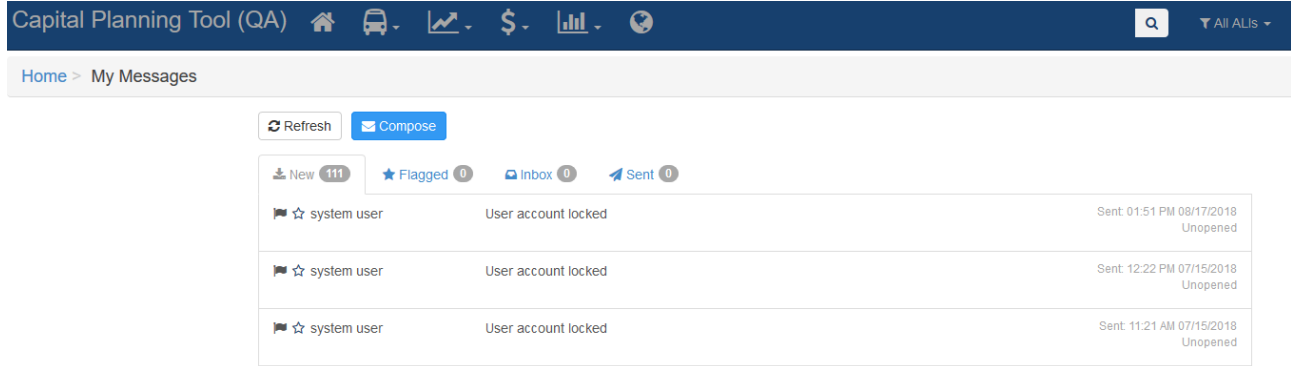 Capital Planning Tool (QA) All ALIs
Home > My Messages
Refresh Compose
New 111 Flagged 0 Inbox 0 Sent 0
system user User account locked Sent: 01:51 PM 08/17/2018
Unopened
system user User account locked Sent: 12:22 PM 07/15/2018
Unopened
system user User account locked Sent: 11:21 AM 07/15/2018
Unopened